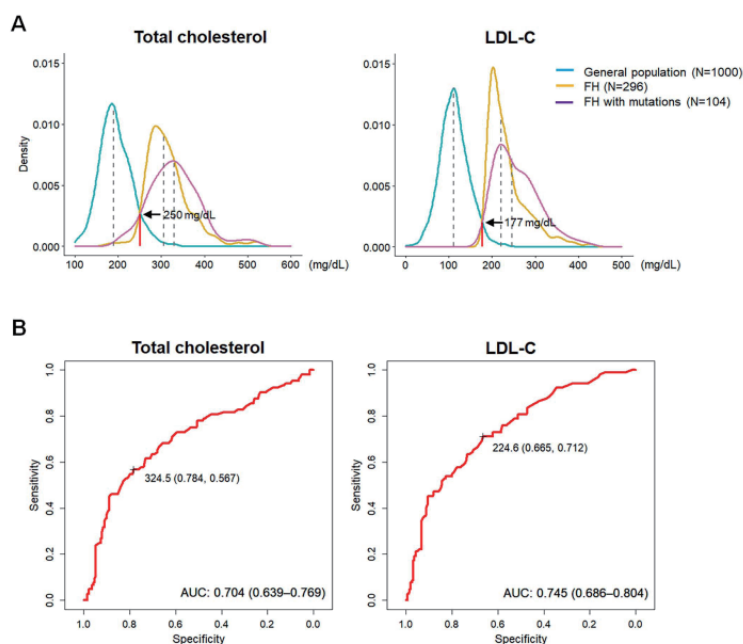 A
Total cholesterol
LDL-C
General population (N=1000)
FH (N=296)
FH with mutations (N=104)
Density
0.015
0.010
0.005
0.000
250 mg/dL
100 200 300 400 500 600 (mg/dL)
0.015
0.010
0.005
0.000
177 mg/dL
0 100 200 300 400 500 (mg/dL)
B
Total cholesterol
LDL-C
Sensitivity
1.0
0.8
0.6
0.4
0.2
0.0
324.5 (0.784, 0.567)
AUC: 0.704 (0.639–0.769)
1.0 0.8 0.6 0.4 0.2 0.0
Specificity
Sensitivity
1.0
0.8
0.6
0.4
0.2
0.0
224.6 (0.665, 0.712)
AUC: 0.745 (0.686–0.804)
1.0 0.8 0.6 0.4 0.2 0.0
Specificity